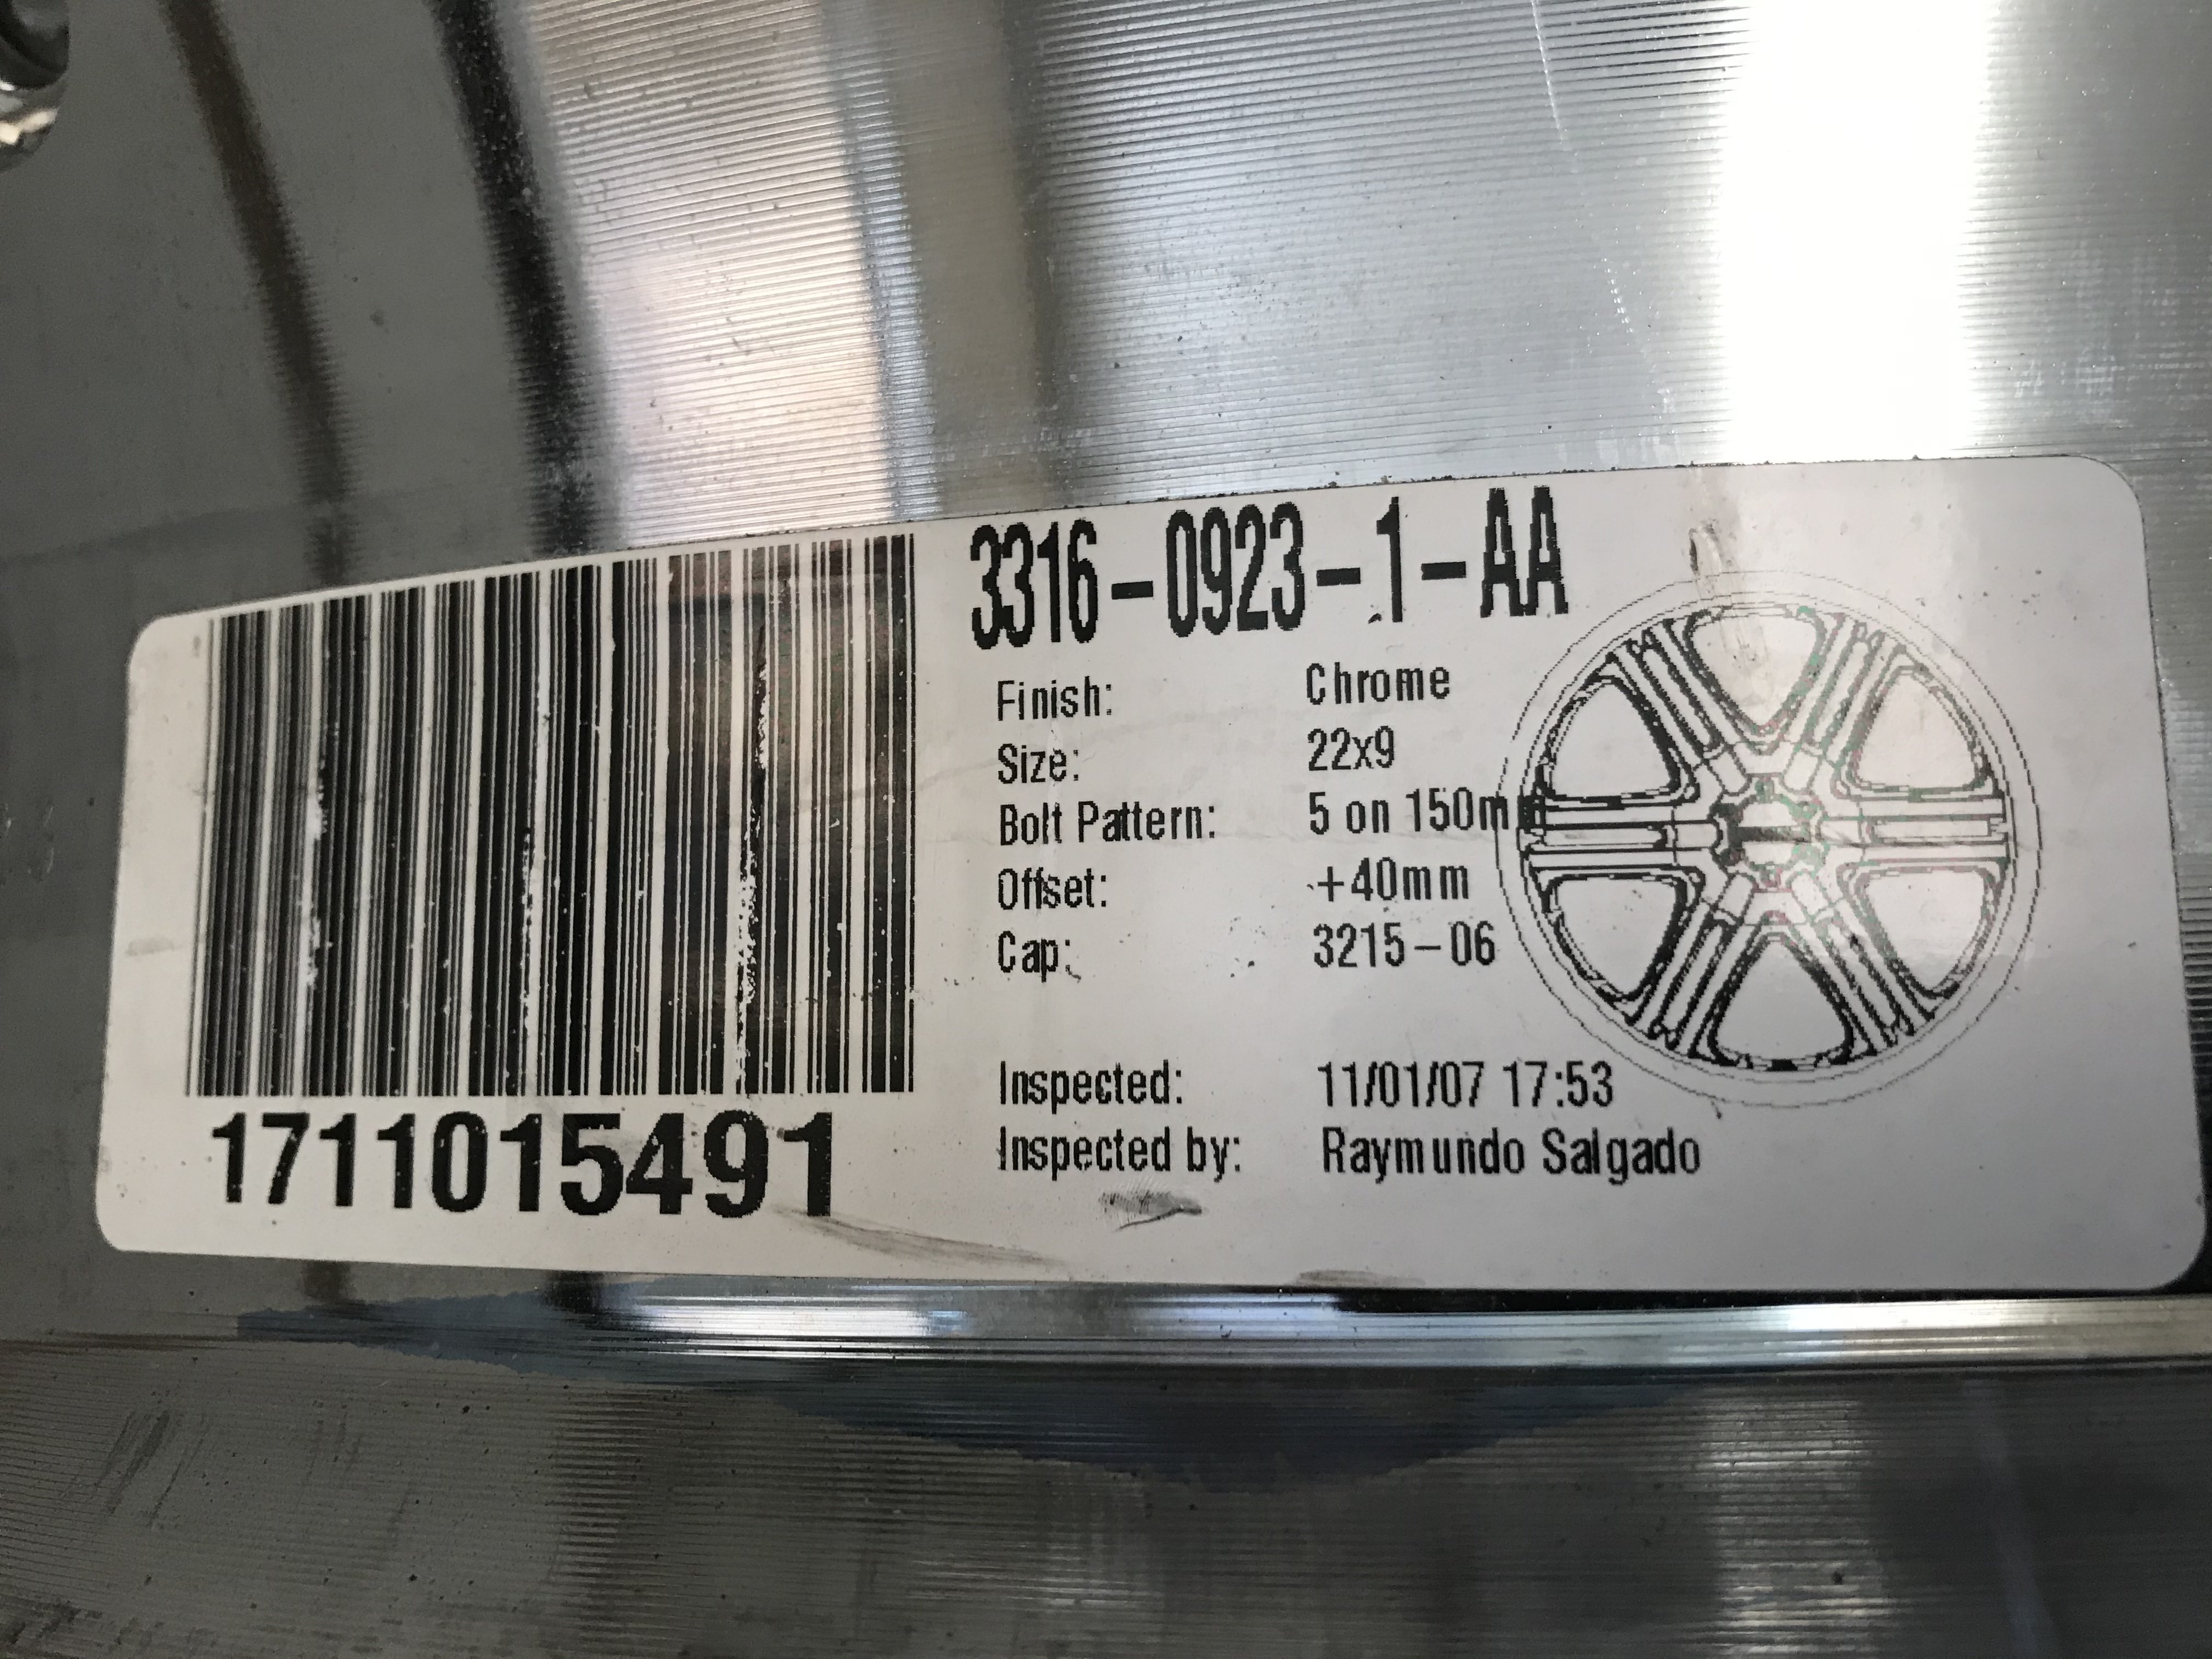 3316-0923-1-AA
Finish: Chrome
Size: 22x9
Bolt Pattern: 5 on 150mm
Offset: +40mm
Cap: 3215-06
Inspected: 11/01/07 17:53
Inspected by: Raymundo Salgado
1711015491